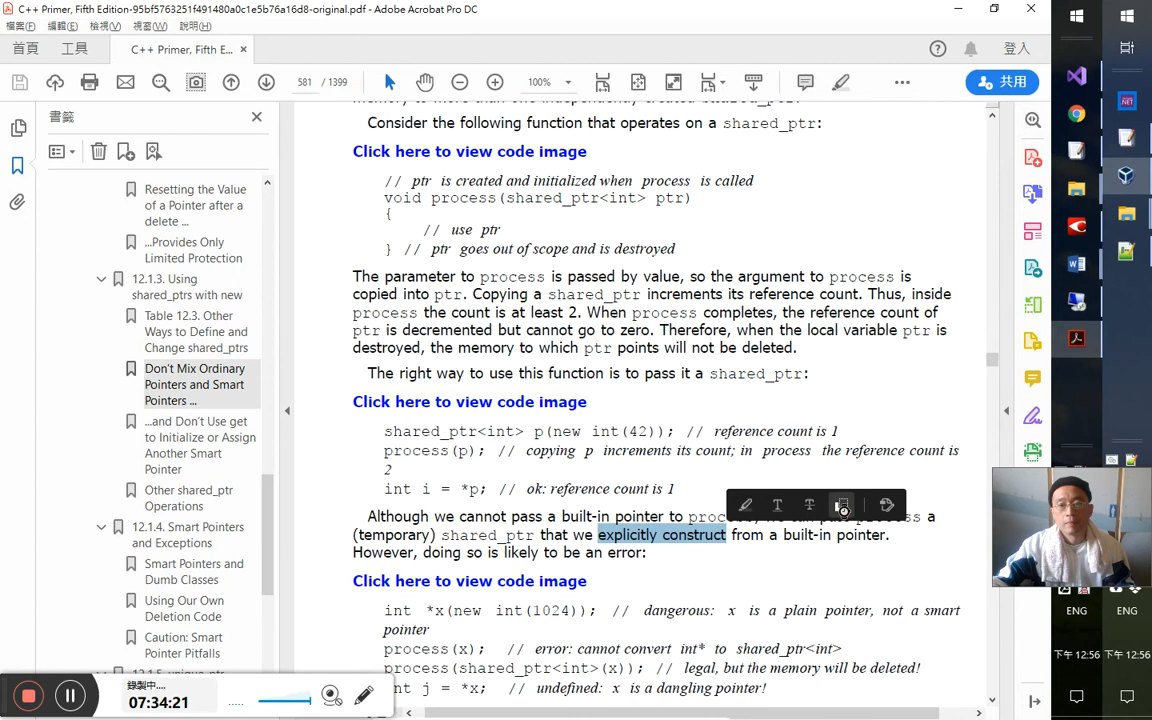 C++ Primer, Fifth Edition-95bf5763251f491480a0c1e5b76a16d8-original.pdf - Adobe Acrobat Pro DC
檔案(F) 編輯(E) 檢視(V) 視窗(W) 說明(H)
首頁 工具 C++ Primer, Fifth E... × 登入
581 / 1399 100% 共用
書籤
Resetting the Value
of a Pointer after a
delete ...
...Provides Only
Limited Protection
12.1.3. Using
shared_ptrs with new
Table 12.3. Other
Ways to Define and
Change shared_ptrs
Don't Mix Ordinary
Pointers and Smart
Pointers ...
...and Don't Use get
to Initialize or Assign
Another Smart
Pointer
Other shared_ptr
Operations
12.1.4. Smart Pointers
and Exceptions
Smart Pointers and
Dumb Classes
Using Our Own
Deletion Code
Caution: Smart
Pointer Pitfalls
Consider the following function that operates on a shared_ptr:
Click here to view code image
// ptr is created and initialized when process is called
void process(shared_ptr<int> ptr)
{
// use ptr
} // ptr goes out of scope and is destroyed
The parameter to process is passed by value, so the argument to process is
copied into ptr. Copying a shared_ptr increments its reference count. Thus, inside
process the count is at least 2. When process completes, the reference count of
ptr is decremented but cannot go to zero. Therefore, when the local variable ptr is
destroyed, the memory to which ptr points will not be deleted.
The right way to use this function is to pass it a shared_ptr:
Click here to view code image
shared_ptr<int> p(new int(42)); // reference count is 1
process(p); // copying p increments its count; in process the reference count is
2
int i = *p; // ok: reference count is 1
Although we cannot pass a built-in pointer to a
(temporary) shared_ptr that we explicitly construct from a built-in pointer.
However, doing so is likely to be an error:
Click here to view code image
int *x(new int(1024)); // dangerous: x is a plain pointer, not a smart
pointer
process(x); // error: cannot convert int* to shared_ptr<int>
process(shared_ptr<int>(x)); // legal, but the memory will be deleted!
int j = *x; // undefined: x is a dangling pointer!
錄製中....
07:34:21
.NET
ENG ENG
下午 12:56 下午 12:56